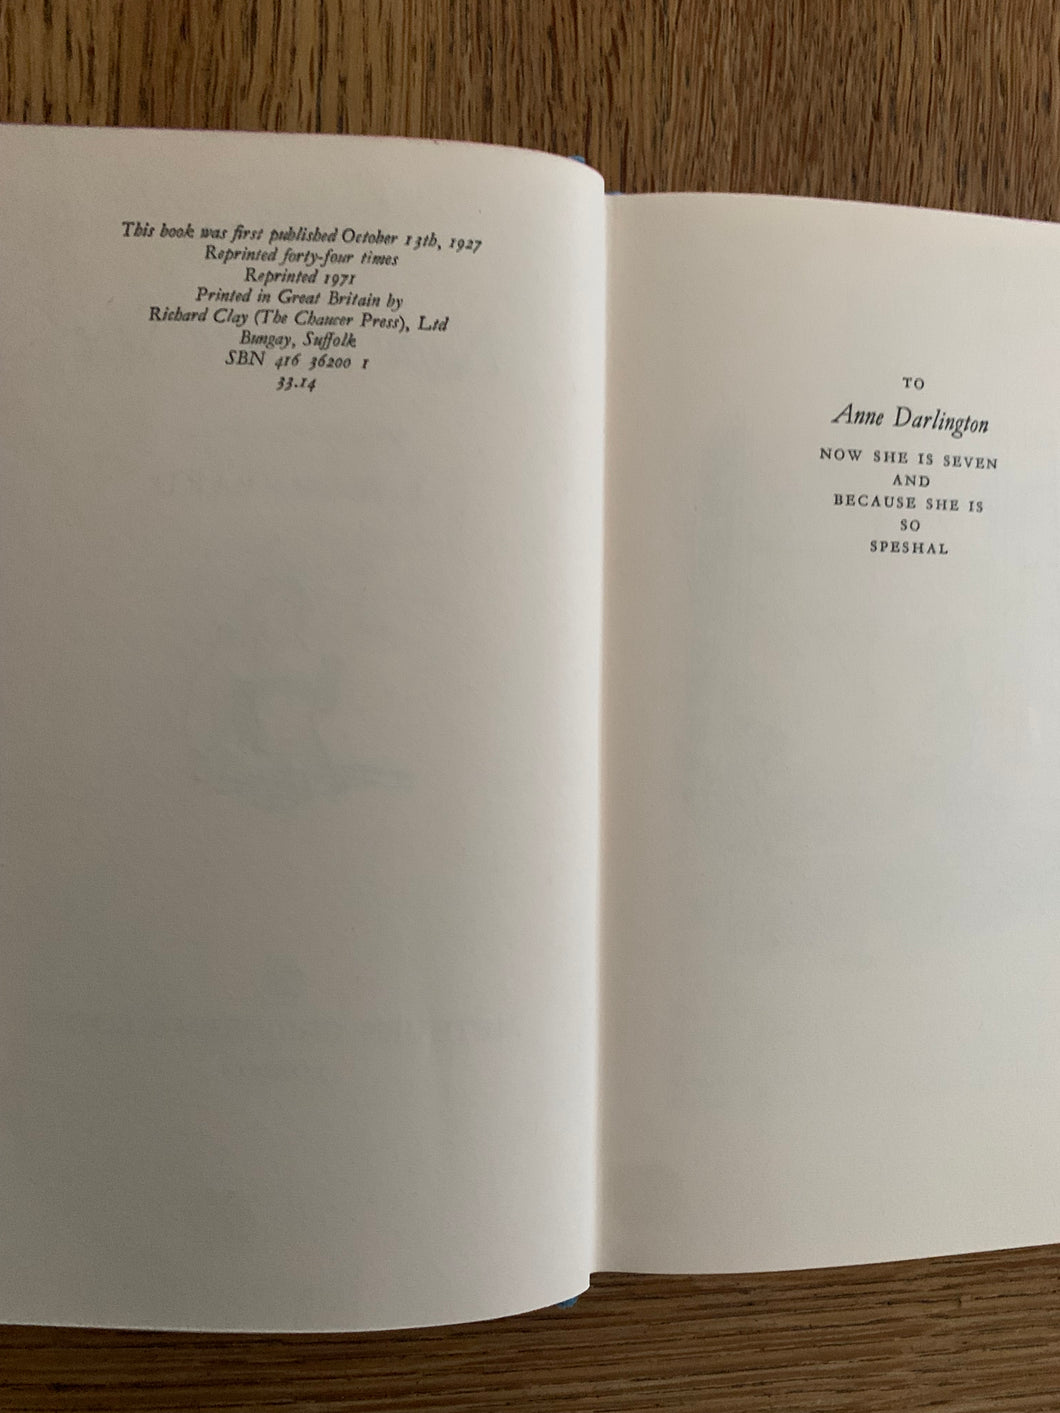 This book was first published October 13th, 1927
Reprinted forty-four times
Reprinted 1971
Printed in Great Britain by
Richard Clay (The Chaucer Press), Ltd
Bungay, Suffolk
SBN 416 36200 1
33.14
TO
Anne Darlington
NOW SHE IS SEVEN
AND
BECAUSE SHE IS
SO
SPESHAL